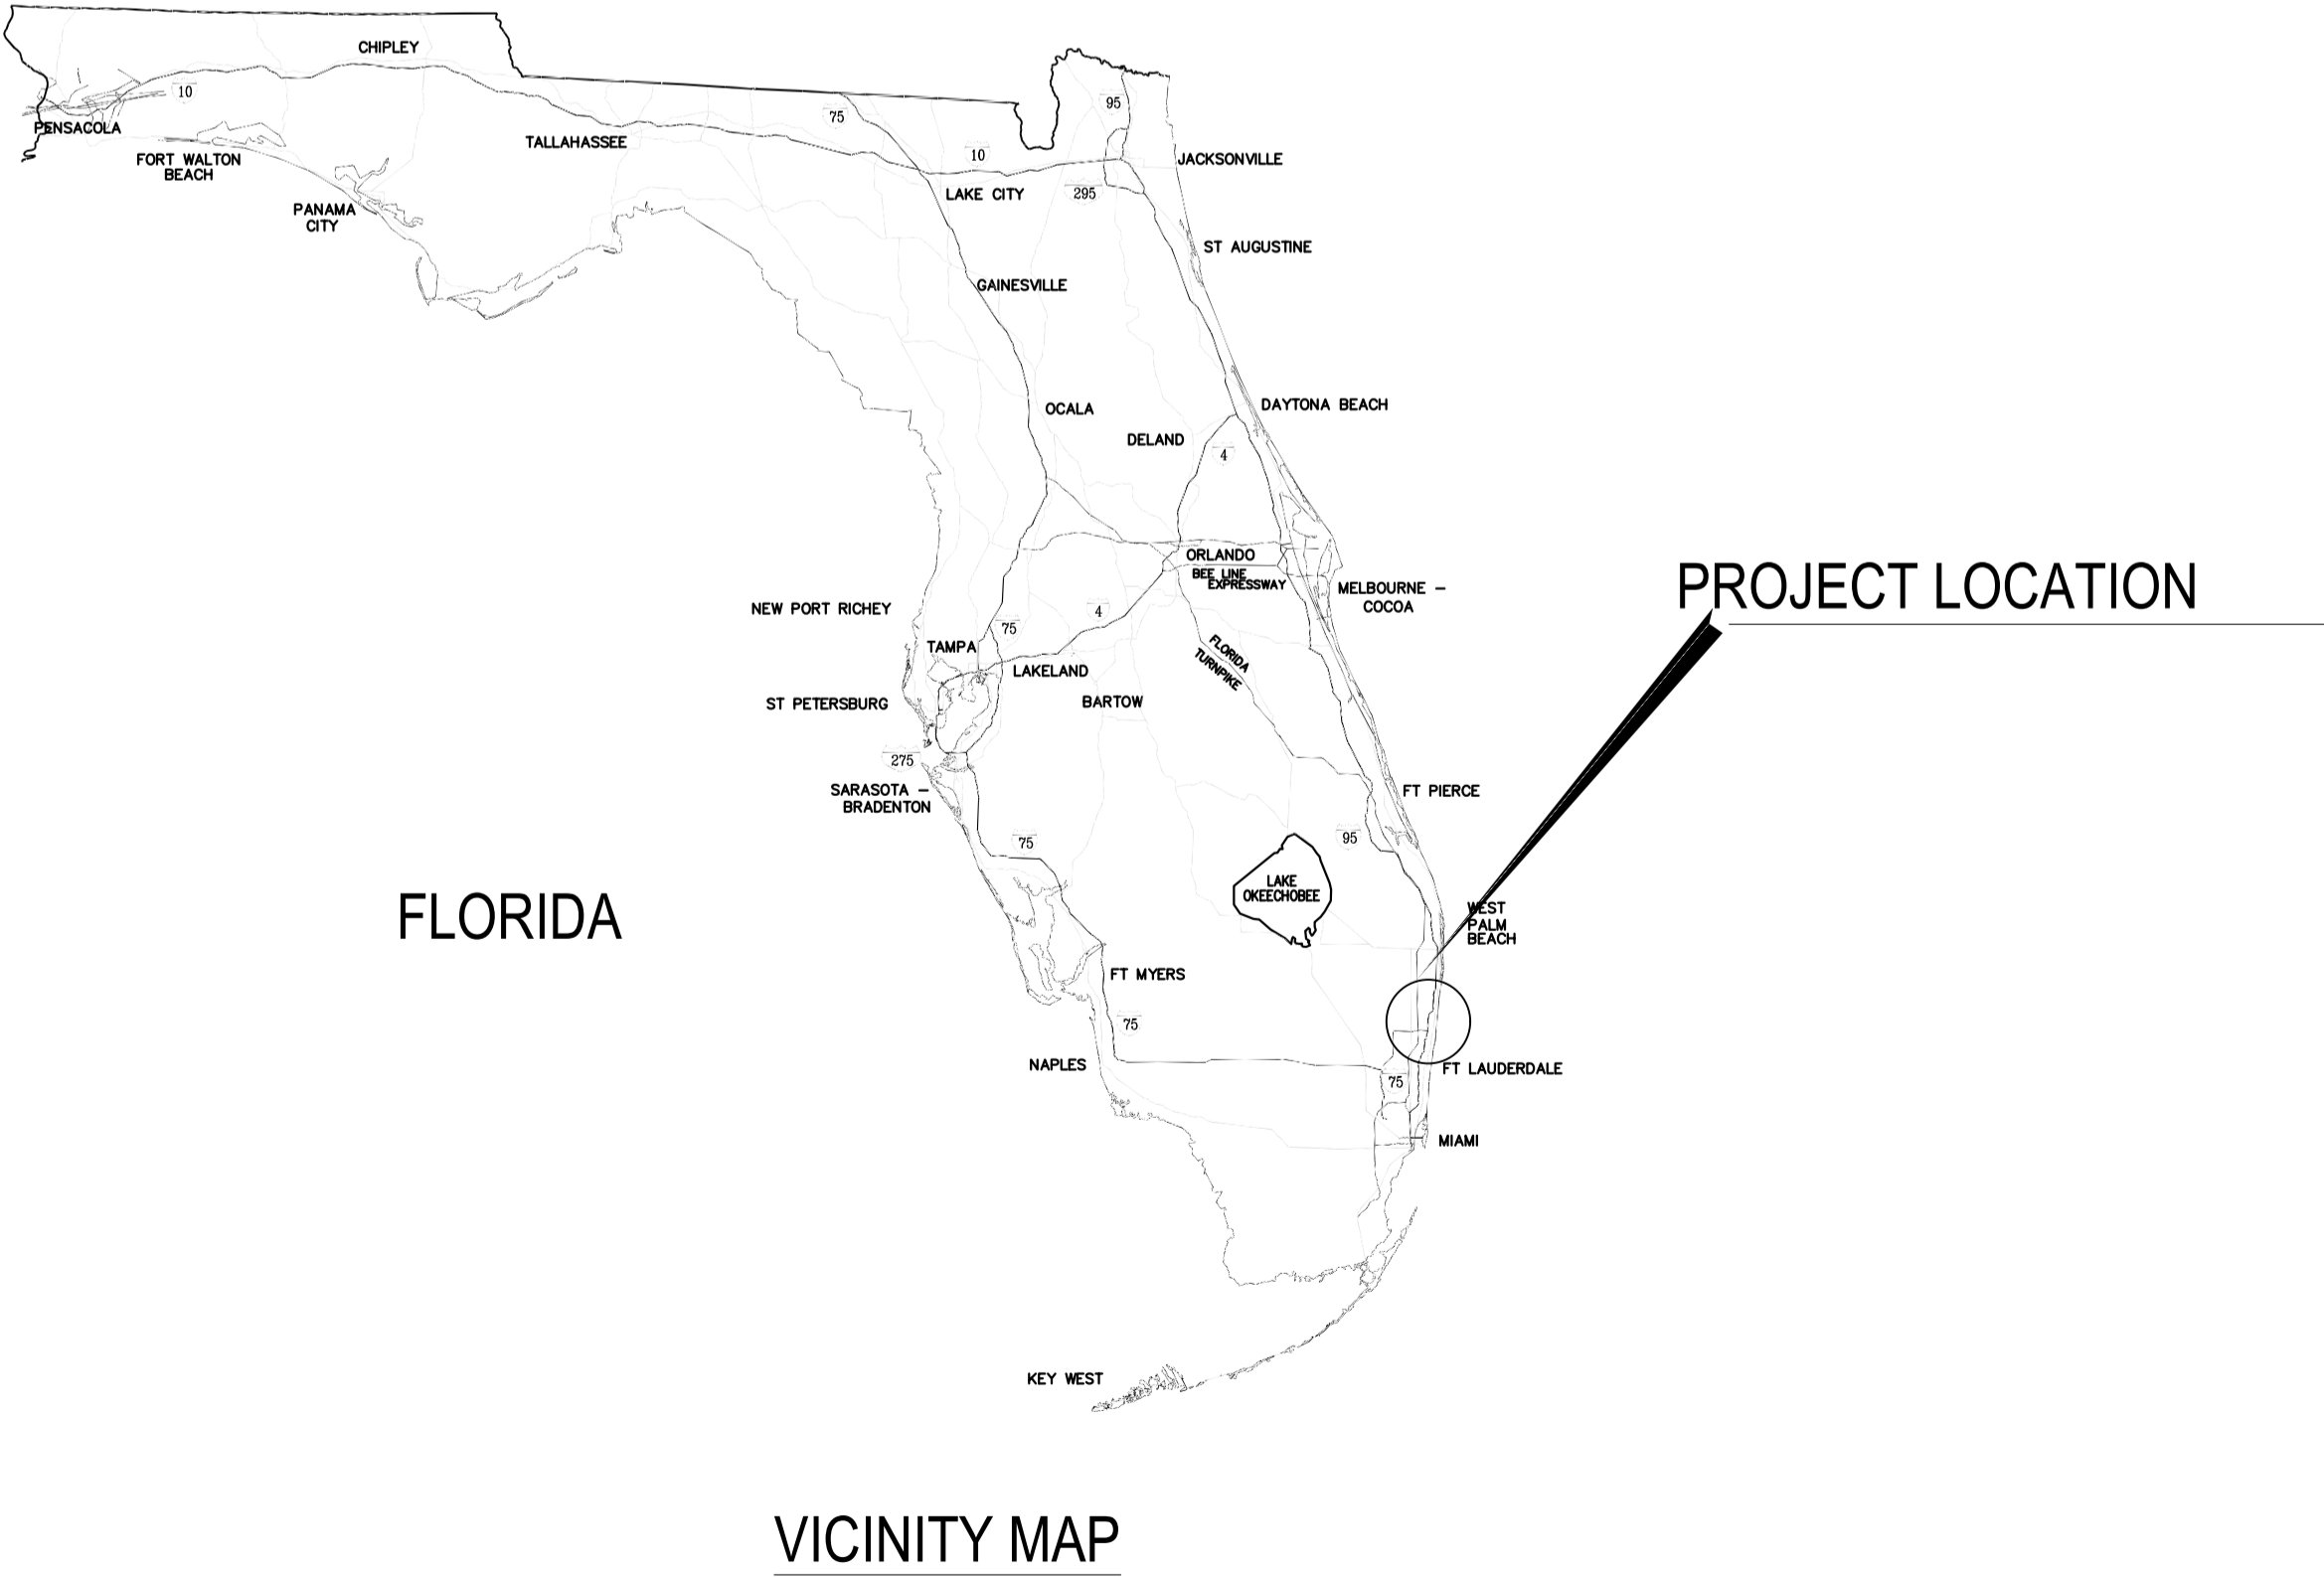 CHIPLEY
10
95
75
PENSACOLA
TALLAHASSEE
FORT WALTON
BEACH
10
JACKSONVILLE
LAKE CITY
295
PANAMA
CITY
ST AUGUSTINE
GAINESVILLE
OCALA
DAYTONA BEACH
DELAND
4
ORLANDO
BEE LINE
EXPRESSWAY
PROJECT LOCATION
MELBOURNE –
COCOA
NEW PORT RICHEY
4
75
TAMPA
FLORIDA
TURNPIKE
LAKELAND
ST PETERSBURG
BARTOW
275
SARASOTA –
BRADENTON
FT PIERCE
75
95
LAKE
OKEECHOBEE
FLORIDA
WEST
PALM
BEACH
FT MYERS
75
NAPLES
FT LAUDERDALE
75
MIAMI
KEY WEST
VICINITY MAP